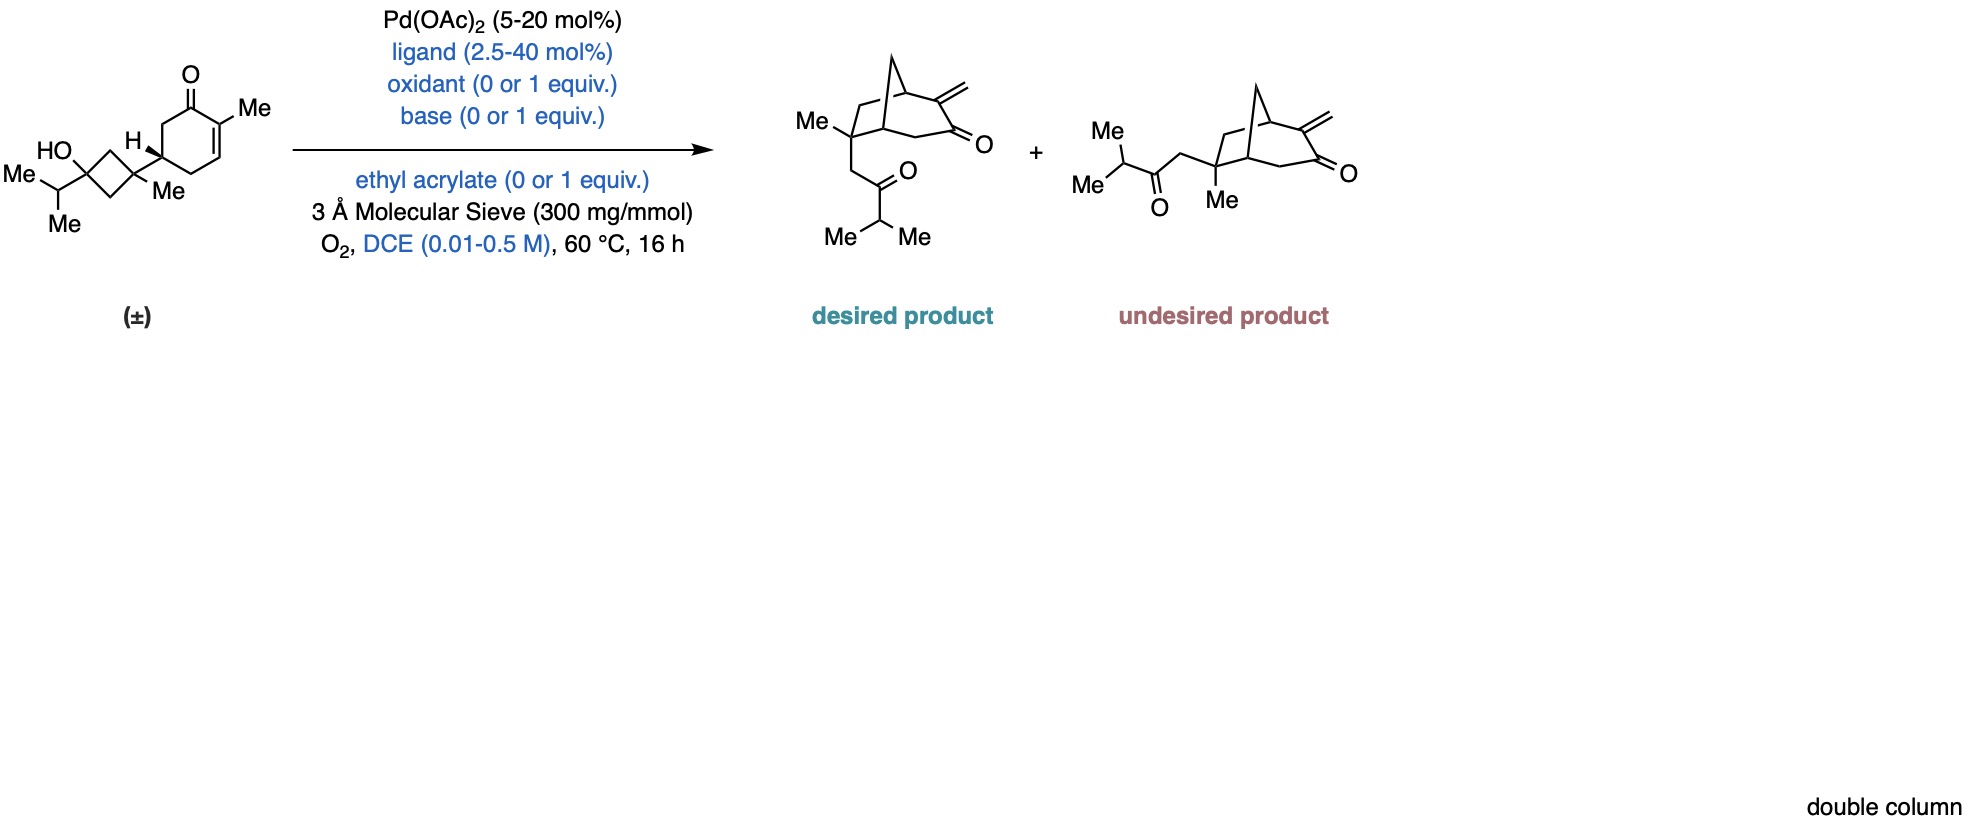 Pd(OAc)2 (5-20 mol%)
ligand (2.5-40 mol%)
oxidant (0 or 1 equiv.)
base (0 or 1 equiv.)
ethyl acrylate (0 or 1 equiv.)
3 Å Molecular Sieve (300 mg/mmol)
O2, DCE (0.01-0.5 M), 60 °C, 16 h
O
Me
H
HO
Me
Me
Me
(±)
Me
O
O
Me
Me
desired product
+
Me
Me
O
Me
O
undesired product
double column